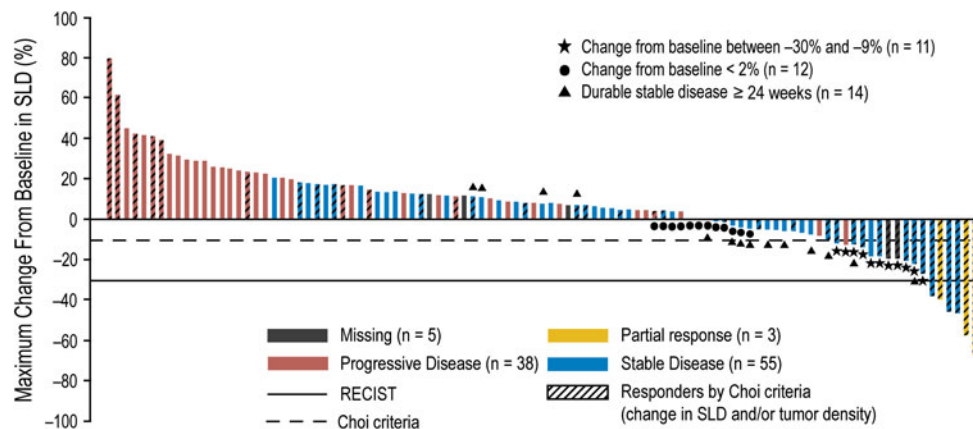 Maximum Change From Baseline in SLD (%)
100
80
60
40
20
0
–20
–40
–60
–80
–100
★ Change from baseline between –30% and –9% (n = 11)
● Change from baseline < 2% (n = 12)
▲ Durable stable disease ≥ 24 weeks (n = 14)
Missing (n = 5)
Progressive Disease (n = 38)
RECIST
Choi criteria
Partial response (n = 3)
Stable Disease (n = 55)
Responders by Choi criteria
(change in SLD and/or tumor density)